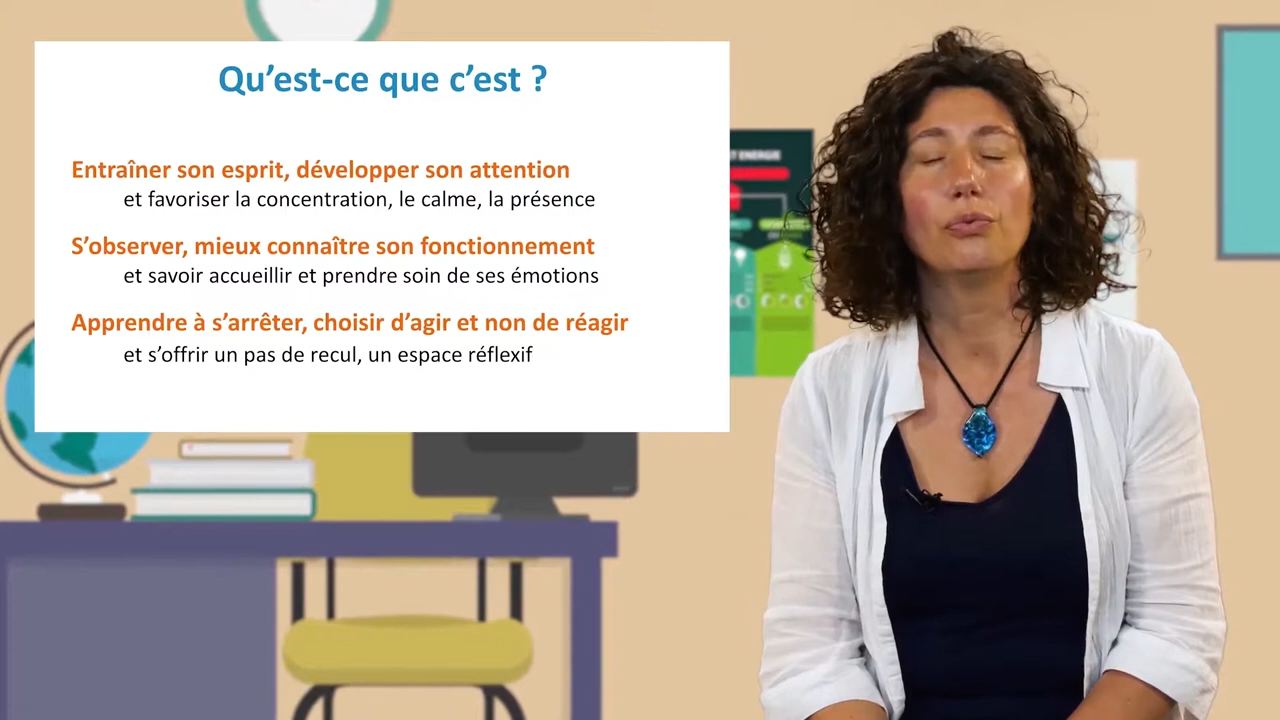 Qu’est-ce que c’est ?
Entraîner son esprit, développer son attention
et favoriser la concentration, le calme, la présence
S’observer, mieux connaître son fonctionnement
et savoir accueillir et prendre soin de ses émotions
Apprendre à s’arrêter, choisir d’agir et non de réagir
et s’offrir un pas de recul, un espace réflexif
ENERGIE